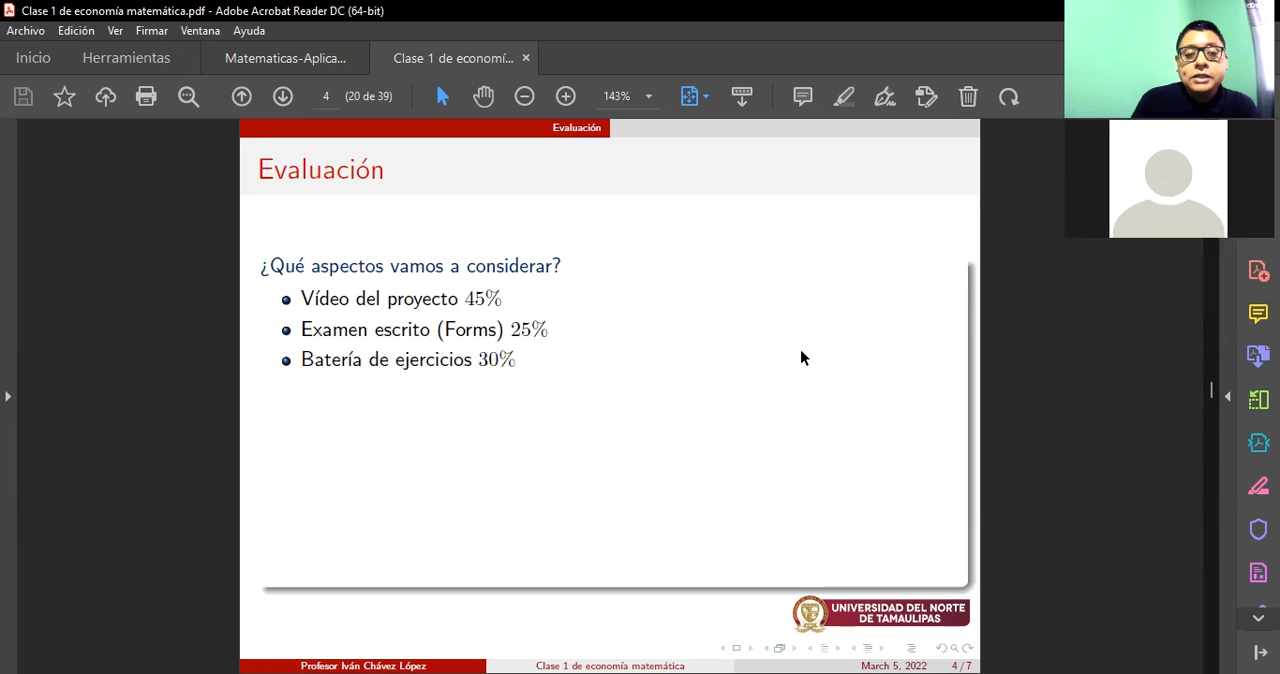 Clase 1 de economía matemática.pdf - Adobe Acrobat Reader DC (64-bit)
Archivo Edición Ver Firmar Ventana Ayuda
Inicio Herramientas Matematicas-Aplica... Clase 1 de economí... ×
4 (20 de 39) 143%
Evaluación
Evaluación
¿Qué aspectos vamos a considerar?
Vídeo del proyecto 45%
Examen escrito (Forms) 25%
Batería de ejercicios 30%
UNIVERSIDAD DEL NORTE
DE TAMAULIPAS
Profesor Iván Chávez López Clase 1 de economía matemática March 5, 2022 4 / 7